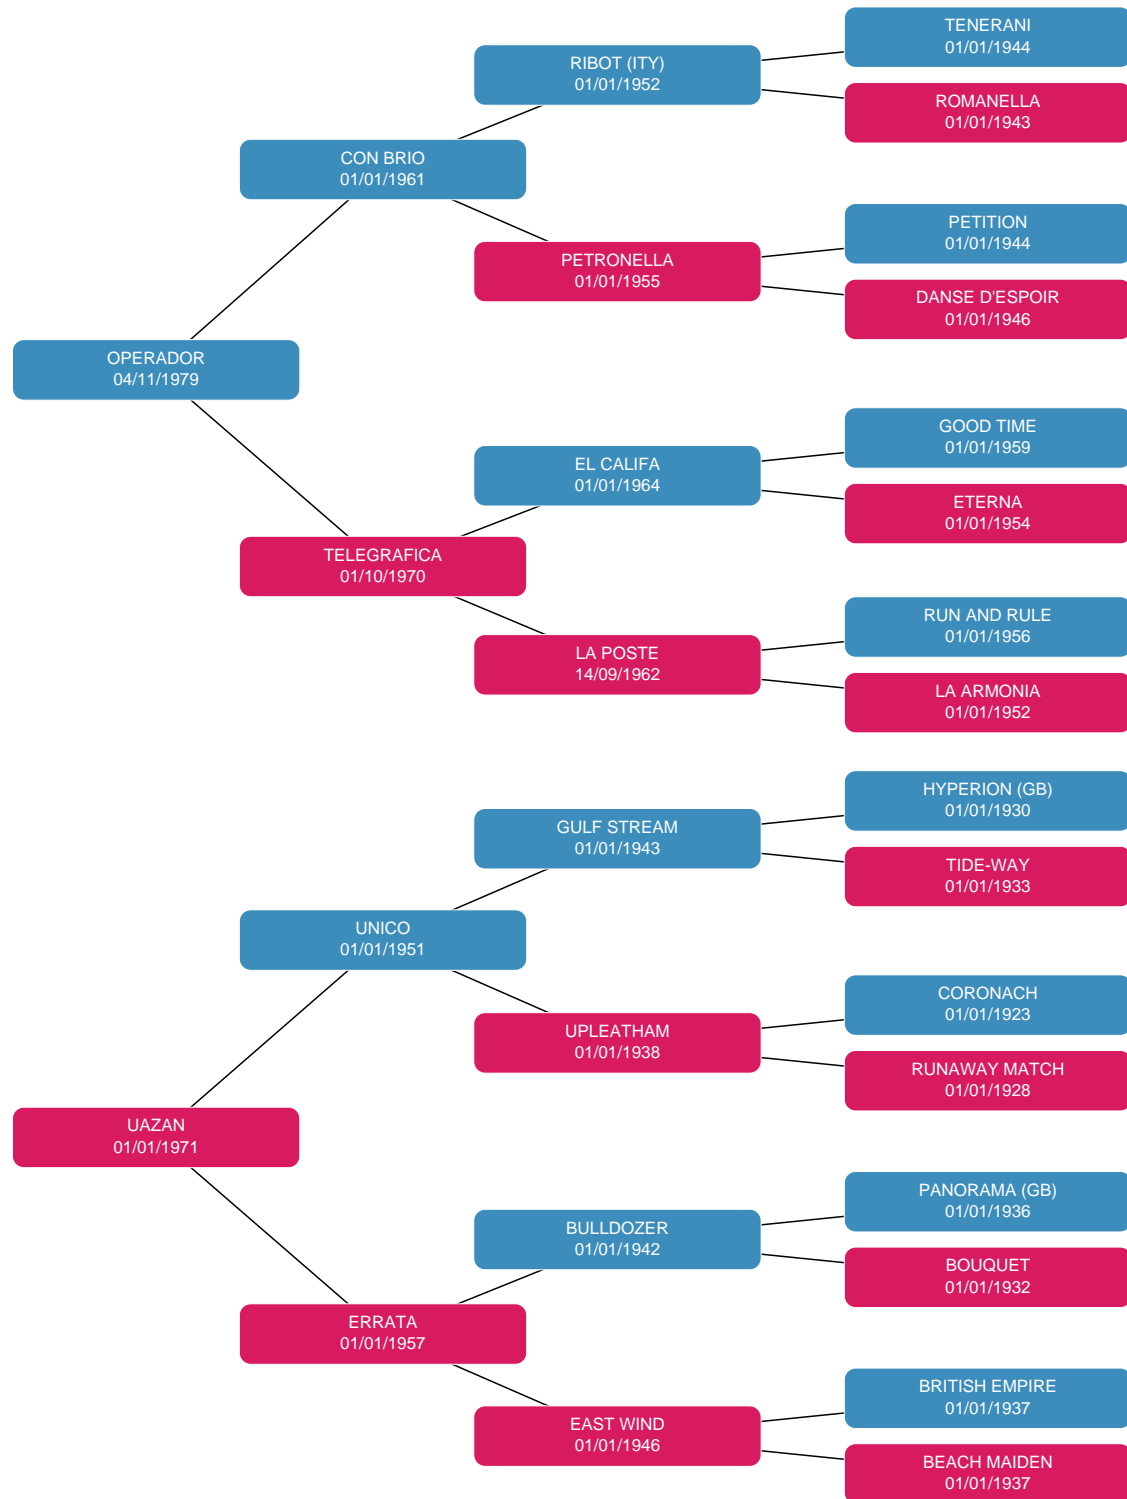 TENERANI
01/01/1944
RIBOT (ITY)
01/01/1952
ROMANELLA
01/01/1943
CON BRIO
01/01/1961
PETITION
01/01/1944
PETRONELLA
01/01/1955
DANSE D'ESPOIR
01/01/1946
OPERADOR
04/11/1979
GOOD TIME
01/01/1959
EL CALIFA
01/01/1964
ETERNA
01/01/1954
TELEGRAFICA
01/10/1970
RUN AND RULE
01/01/1956
LA POSTE
14/09/1962
LA ARMONIA
01/01/1952
HYPERION (GB)
01/01/1930
GULF STREAM
01/01/1943
TIDE-WAY
01/01/1933
UNICO
01/01/1951
CORONACH
01/01/1923
UPLEATHAM
01/01/1938
RUNAWAY MATCH
01/01/1928
UAZAN
01/01/1971
PANORAMA (GB)
01/01/1936
BULLDOZER
01/01/1942
BOUQUET
01/01/1932
ERRATA
01/01/1957
BRITISH EMPIRE
01/01/1937
EAST WIND
01/01/1946
BEACH MAIDEN
01/01/1937